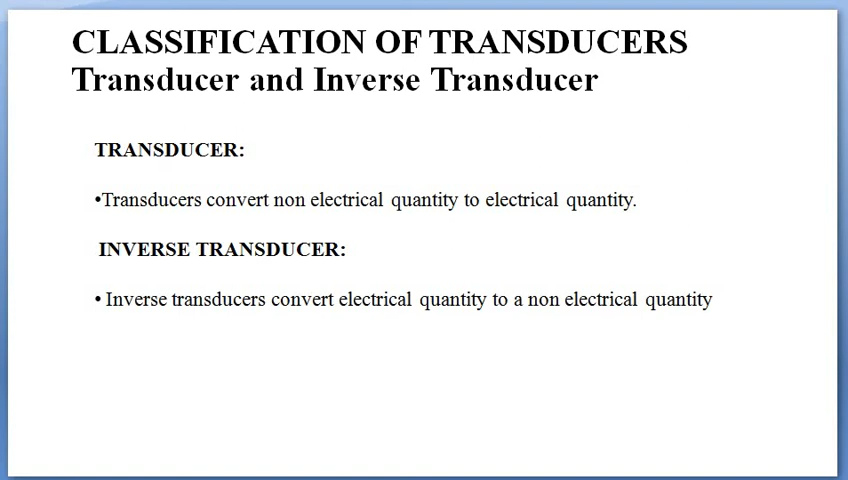 CLASSIFICATION OF TRANSDUCERS
Transducer and Inverse Transducer
TRANSDUCER:
•Transducers convert non electrical quantity to electrical quantity.
INVERSE TRANSDUCER:
• Inverse transducers convert electrical quantity to a non electrical quantity